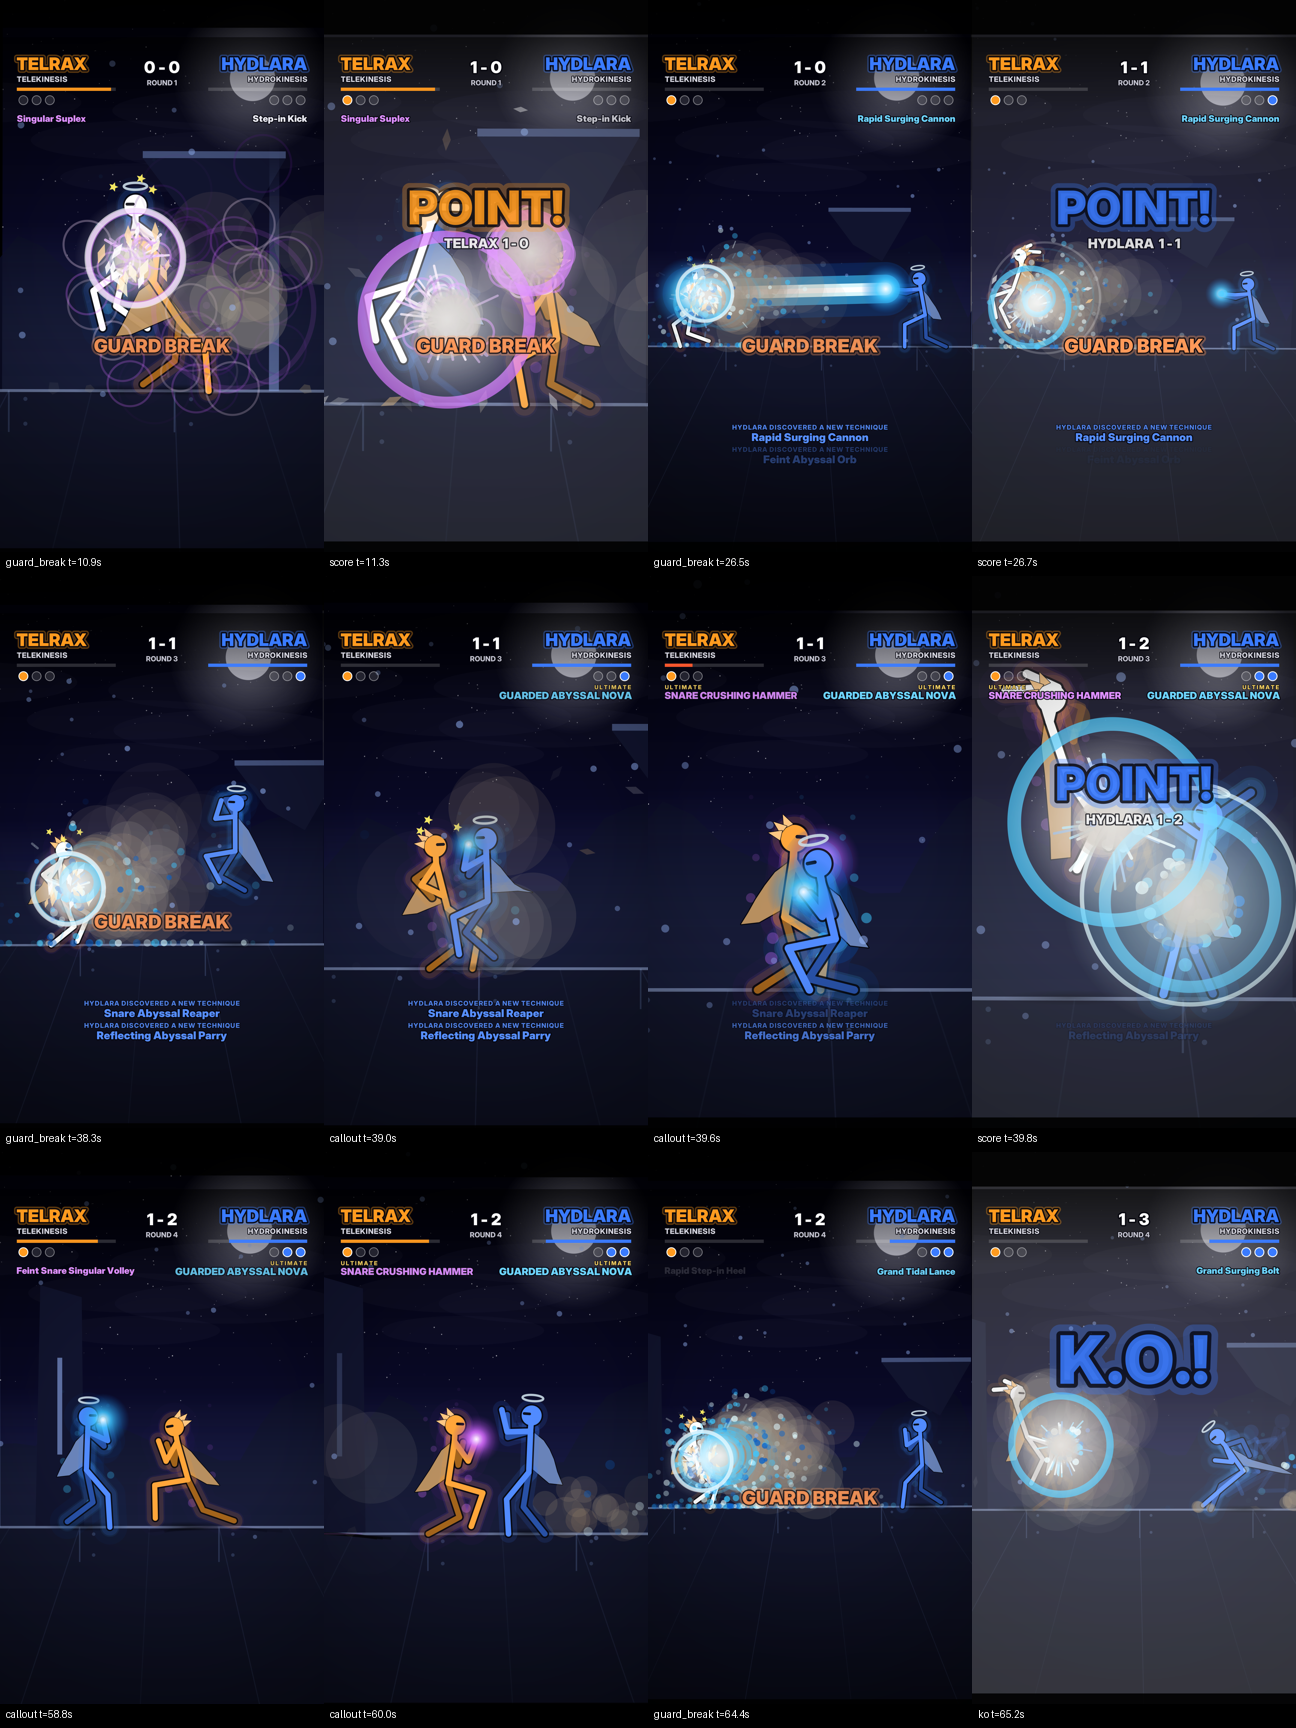 TELRAX
TELEKINESIS
0 - 0
ROUND 1
HYDLARA
HYDROKINESIS
Singular Suplex
Step-in Kick
GUARD BREAK
guard_break t=10.9s
TELRAX
TELEKINESIS
1 - 0
ROUND 1
HYDLARA
HYDROKINESIS
Singular Suplex
Step-in Kick
POINT!
TELRAX 1 - 0
GUARD BREAK
score t=11.3s
TELRAX
TELEKINESIS
1 - 0
ROUND 2
HYDLARA
HYDROKINESIS
Rapid Surging Cannon
GUARD BREAK
HYDLARA DISCOVERED A NEW TECHNIQUE
Rapid Surging Cannon
HYDLARA DISCOVERED A NEW TECHNIQUE
Feint Abyssal Orb
guard_break t=26.5s
TELRAX
TELEKINESIS
1 - 1
ROUND 2
HYDLARA
HYDROKINESIS
Rapid Surging Cannon
POINT!
HYDLARA 1 - 1
GUARD BREAK
HYDLARA DISCOVERED A NEW TECHNIQUE
Rapid Surging Cannon
score t=26.7s
TELRAX
TELEKINESIS
1 - 1
ROUND 3
HYDLARA
HYDROKINESIS
GUARD BREAK
HYDLARA DISCOVERED A NEW TECHNIQUE
Snare Abyssal Reaper
HYDLARA DISCOVERED A NEW TECHNIQUE
Reflecting Abyssal Parry
guard_break t=38.3s
TELRAX
TELEKINESIS
1 - 1
ROUND 3
HYDLARA
HYDROKINESIS
ULTIMATE
GUARDED ABYSSAL NOVA
HYDLARA DISCOVERED A NEW TECHNIQUE
Snare Abyssal Reaper
HYDLARA DISCOVERED A NEW TECHNIQUE
Reflecting Abyssal Parry
callout t=39.0s
TELRAX
TELEKINESIS
1 - 1
ROUND 3
HYDLARA
HYDROKINESIS
ULTIMATE
SNARE CRUSHING HAMMER
ULTIMATE
GUARDED ABYSSAL NOVA
HYDLARA DISCOVERED A NEW TECHNIQUE
Snare Abyssal Reaper
HYDLARA DISCOVERED A NEW TECHNIQUE
Reflecting Abyssal Parry
callout t=39.6s
TELRAX
TELEKINESIS
1 - 2
ROUND 3
HYDLARA
HYDROKINESIS
ULTIMATE
SNARE CRUSHING HAMMER
ULTIMATE
GUARDED ABYSSAL NOVA
POINT!
HYDLARA 1 - 2
HYDLARA DISCOVERED A NEW TECHNIQUE
Reflecting Abyssal Parry
score t=39.8s
TELRAX
TELEKINESIS
1 - 2
ROUND 4
HYDLARA
HYDROKINESIS
Feint Snare Singular Volley
ULTIMATE
GUARDED ABYSSAL NOVA
callout t=58.8s
TELRAX
TELEKINESIS
1 - 2
ROUND 4
HYDLARA
HYDROKINESIS
ULTIMATE
SNARE CRUSHING HAMMER
ULTIMATE
GUARDED ABYSSAL NOVA
callout t=60.0s
TELRAX
TELEKINESIS
1 - 2
ROUND 4
HYDLARA
HYDROKINESIS
Rapid Step-in Heel
Grand Tidal Lance
GUARD BREAK
guard_break t=64.4s
TELRAX
TELEKINESIS
1 - 3
ROUND 4
HYDLARA
HYDROKINESIS
Grand Surging Bolt
K.O.!
ko t=65.2s